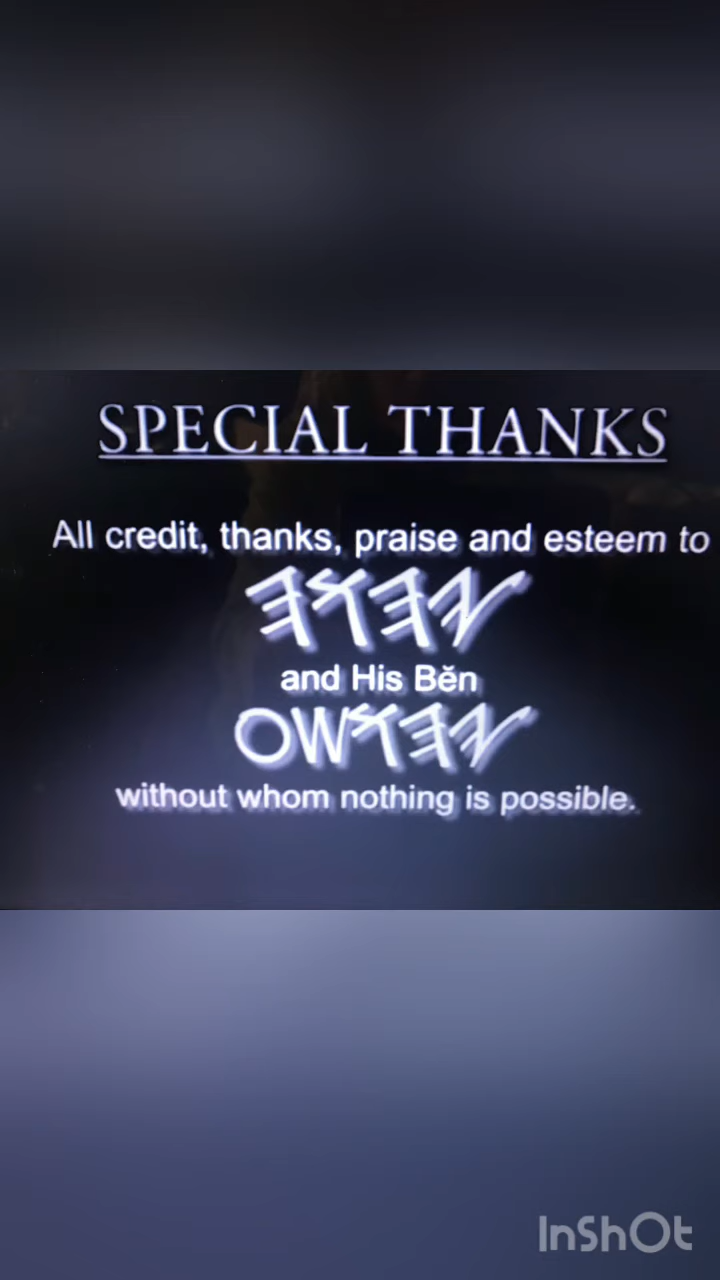 SPECIAL THANKS
All credit, thanks, praise and esteem to
𐤉𐤄𐤅𐤄
and His Bĕn
𐤉𐤄𐤅𐤔𐤏
without whom nothing is possible.
InShOt